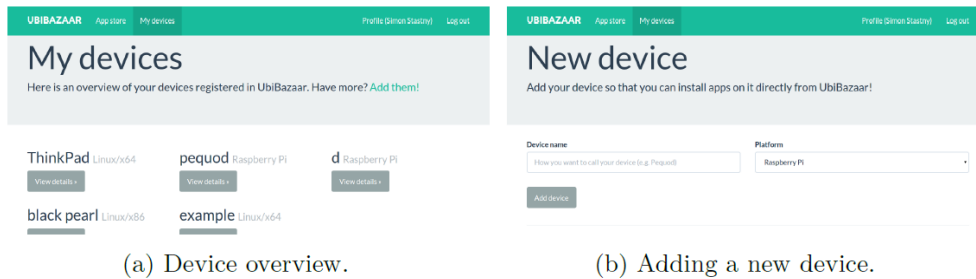 UBIBAZAAR App store My devices Profile (Simon Stastny) Log out
My devices
Here is an overview of your devices registered in UbiBazaar. Have more? Add them!
ThinkPad Linux/x64 pequod Raspberry Pi d Raspberry Pi
View details » View details » View details »
black pearl Linux/x86 example Linux/x64
(a) Device overview.
UBIBAZAAR App store My devices Profile (Simon Stastny) Log out
New device
Add your device so that you can install apps on it directly from UbiBazaar!
Device name Platform
How you want to call your device (e.g. Pequod) Raspberry Pi
Add device
(b) Adding a new device.